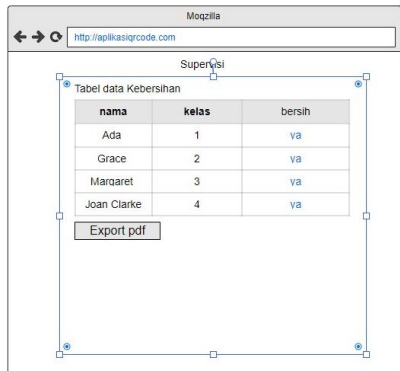 Moqzilla
http://aplikasiqrcode.com
Supervisi
Tabel data Kebersihan
nama kelas bersih
Ada 1 ya
Grace 2 ya
Margaret 3 ya
Joan Clarke 4 ya
Export pdf